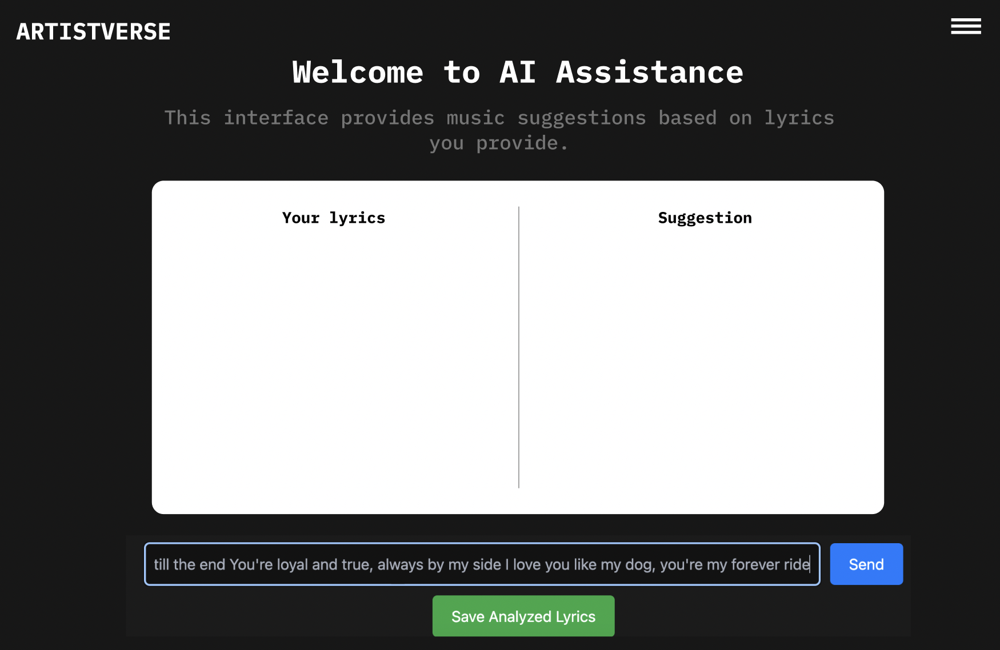 ARTISTVERSE
Welcome to AI Assistance
This interface provides music suggestions based on lyrics
you provide.
Your lyrics
Suggestion
till the end You're loyal and true, always by my side I love you like my dog, you're my forever ride
Send
Save Analyzed Lyrics